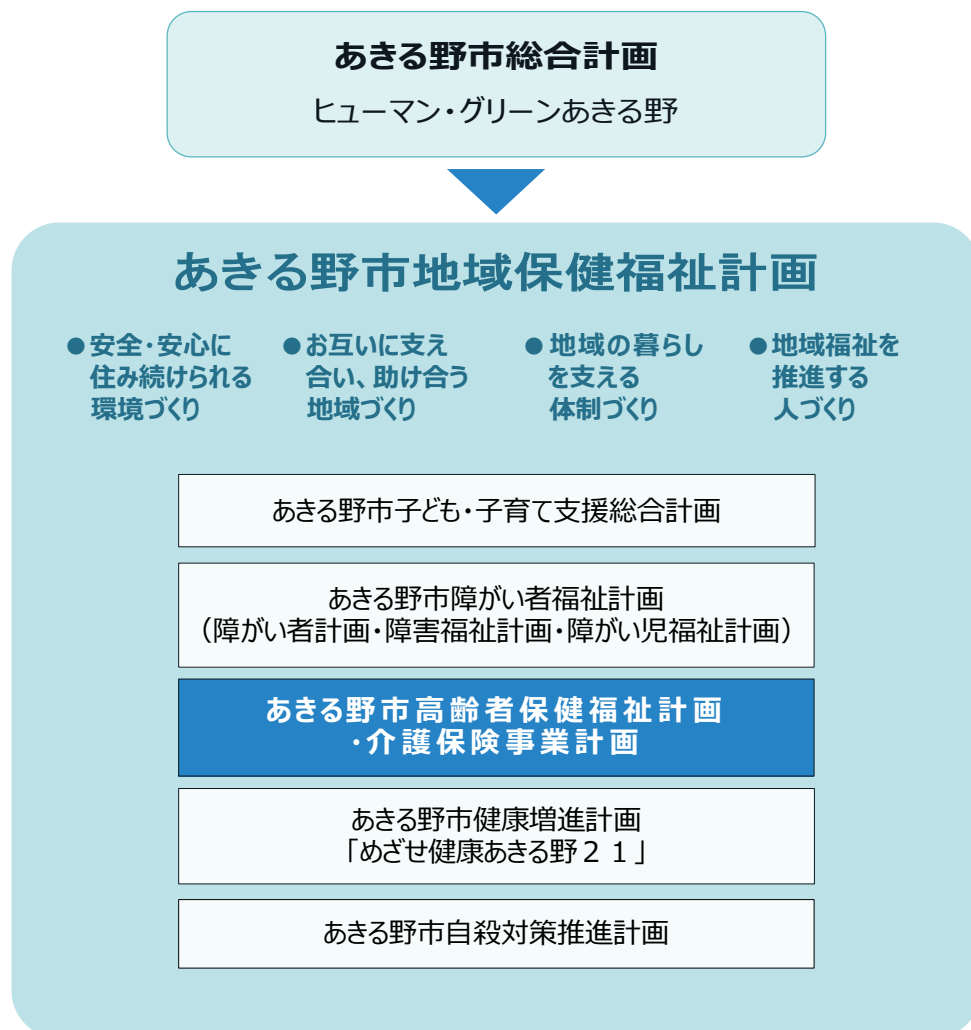 あきる野市総合計画
ヒューマン・グリーンあきる野
あきる野市地域保健福祉計画
●安全・安心に
住み続けられる
環境づくり
●お互いに支え
合い、助け合う
地域づくり
●地域の暮らし
を支える
体制づくり
●地域福祉を
推進する
人づくり
あきる野市子ども・子育て支援総合計画
あきる野市障がい者福祉計画
（障がい者計画・障害福祉計画・障がい児福祉計画）
あきる野市高齢者保健福祉計画
・介護保険事業計画
あきる野市健康増進計画
「めざせ健康あきる野２１」
あきる野市自殺対策推進計画